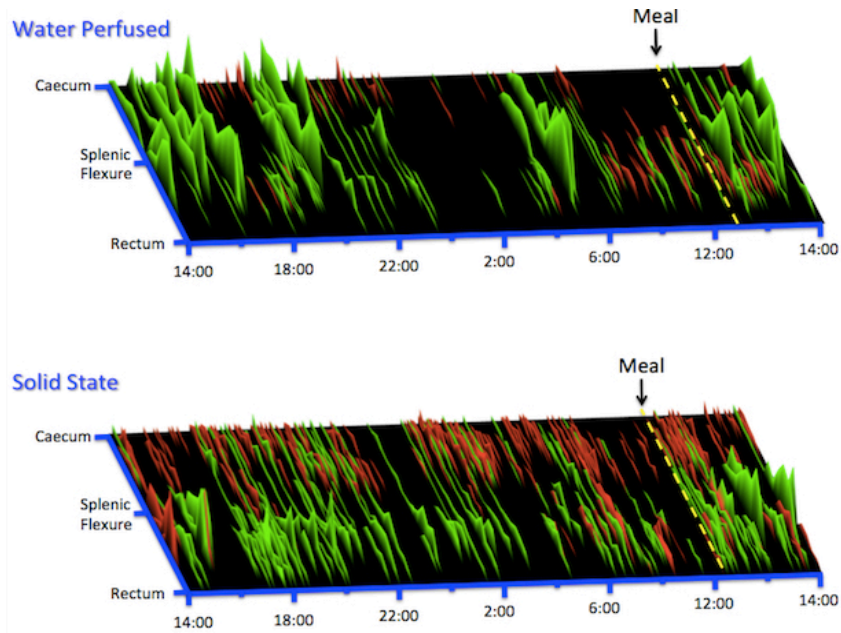 Meal
Water Perfused
Caecum
Splenic
Flexure
Rectum
14:00 18:00 22:00 2:00 6:00 12:00 14:00
Meal
Solid State
Caecum
Splenic
Flexure
Rectum
14:00 18:00 22:00 2:00 6:00 12:00 14:00